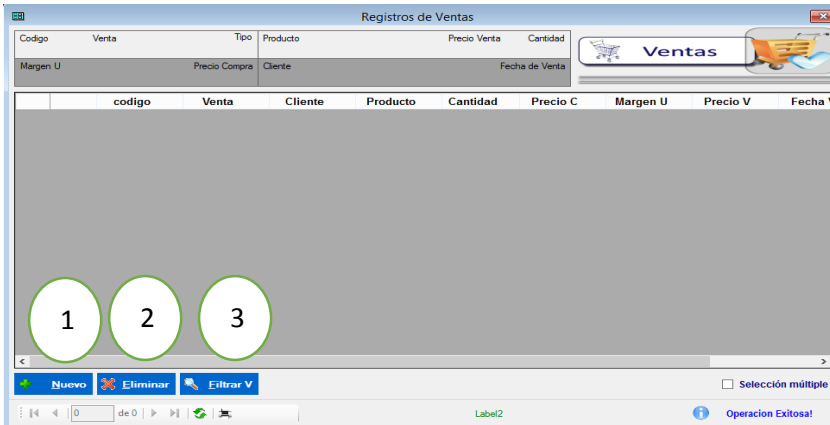 Registros de Ventas
Codigo Venta Tipo Producto Precio Venta Cantidad
Ventas
Margen U Precio Compra Cliente Fecha de Venta
codigo Venta Cliente Producto Cantidad Precio C Margen U Precio V Fecha
1 2 3
Nuevo Eliminar Filtrar V Selección múltiple
0 de 0 Label2 Operacion Exitosa!